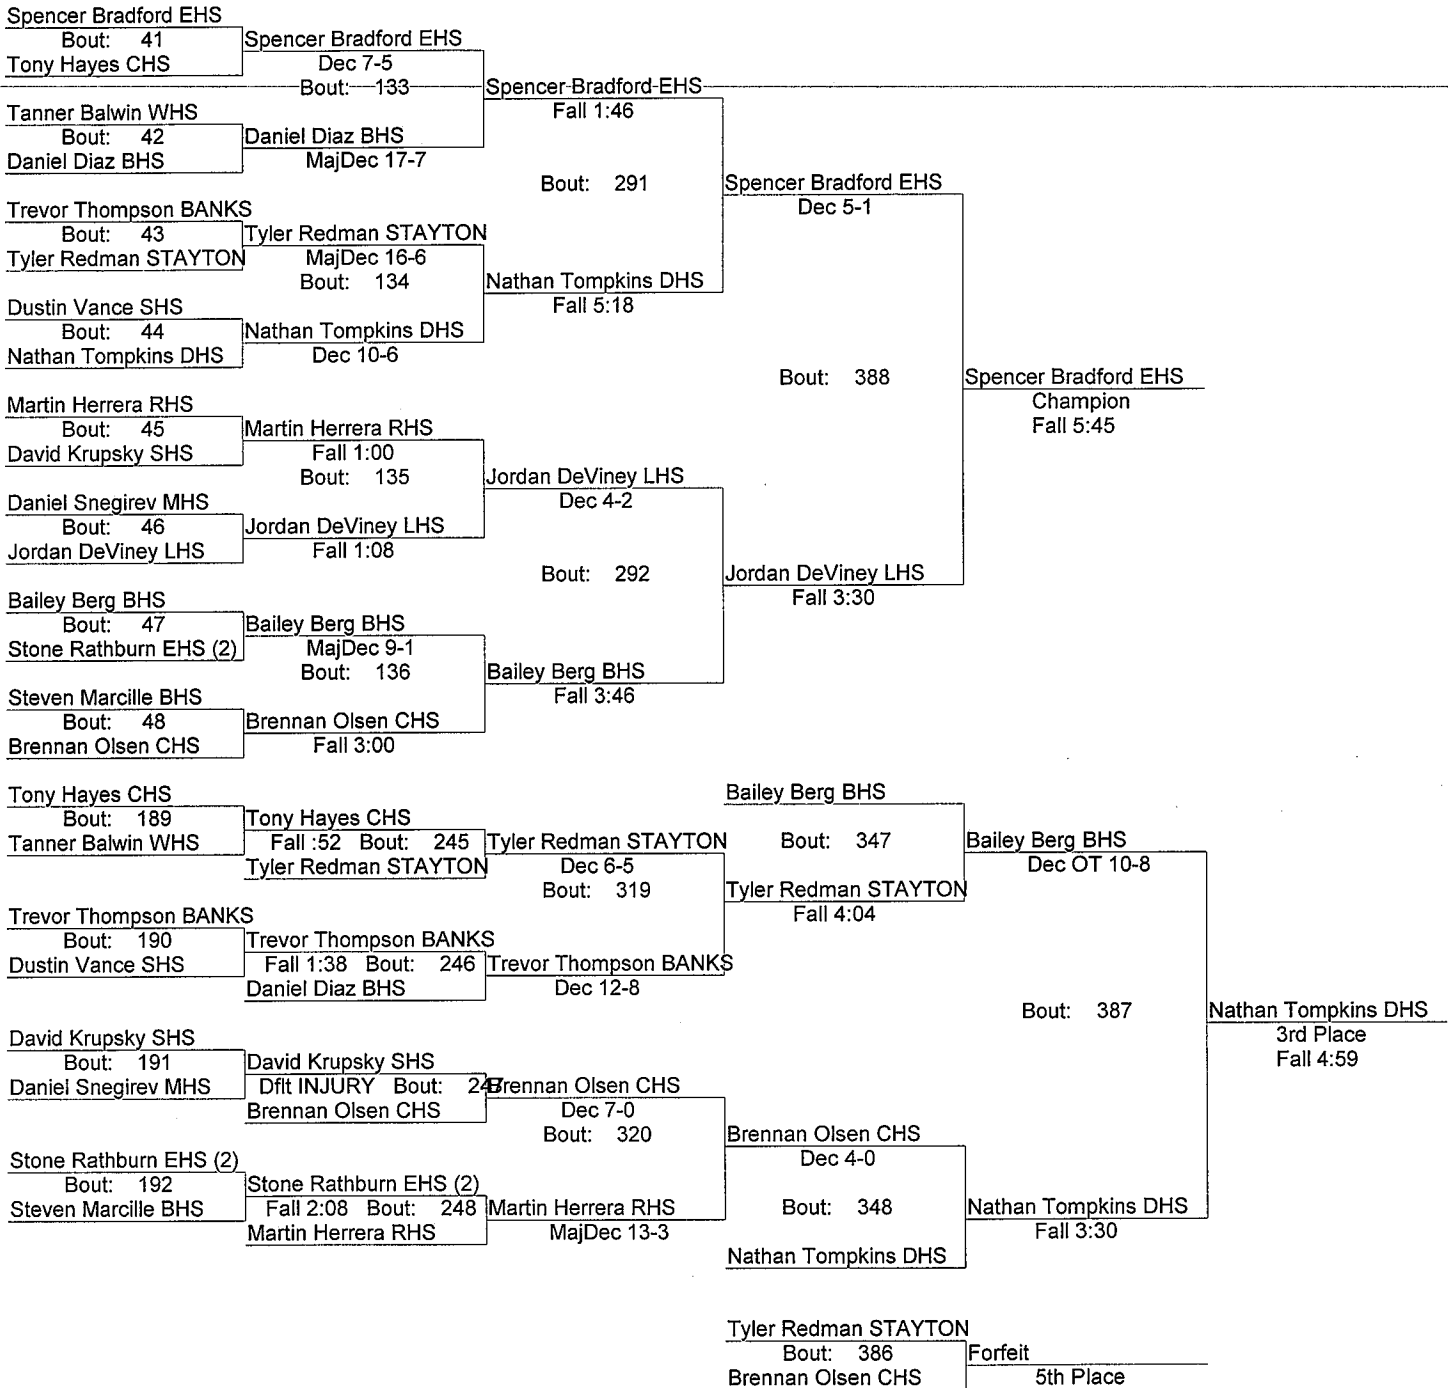 Spencer Bradford EHS
Bout: 41
Tony Hayes CHS
Spencer Bradford EHS
Dec 7-5
Bout: 133
Spencer Bradford EHS
Fall 1:46
Tanner Balwin WHS
Bout: 42
Daniel Diaz BHS
Daniel Diaz BHS
MajDec 17-7
Bout: 291
Spencer Bradford EHS
Dec 5-1
Trevor Thompson BANKS
Bout: 43
Tyler Redman STAYTON
Tyler Redman STAYTON
MajDec 16-6
Bout: 134
Nathan Tompkins DHS
Fall 5:18
Dustin Vance SHS
Bout: 44
Nathan Tompkins DHS
Nathan Tompkins DHS
Dec 10-6
Bout: 388
Spencer Bradford EHS
Champion
Fall 5:45
Martin Herrera RHS
Bout: 45
David Krupsky SHS
Martin Herrera RHS
Fall 1:00
Bout: 135
Jordan DeViney LHS
Dec 4-2
Daniel Snegirev MHS
Bout: 46
Jordan DeViney LHS
Jordan DeViney LHS
Fall 1:08
Bout: 292
Jordan DeViney LHS
Fall 3:30
Bailey Berg BHS
Bout: 47
Stone Rathburn EHS (2)
Bailey Berg BHS
MajDec 9-1
Bout: 136
Bailey Berg BHS
Fall 3:46
Steven Marcille BHS
Bout: 48
Brennan Olsen CHS
Brennan Olsen CHS
Fall 3:00
Tony Hayes CHS
Bout: 189
Tanner Balwin WHS
Tony Hayes CHS
Fall :52 Bout: 245
Tyler Redman STAYTON
Tyler Redman STAYTON
Dec 6-5
Bout: 319
Bailey Berg BHS
Bout: 347
Tyler Redman STAYTON
Fall 4:04
Bailey Berg BHS
Dec OT 10-8
Trevor Thompson BANKS
Bout: 190
Dustin Vance SHS
Trevor Thompson BANKS
Fall 1:38 Bout: 246
Daniel Diaz BHS
Trevor Thompson BANKS
Dec 12-8
Bout: 387
Nathan Tompkins DHS
3rd Place
Fall 4:59
David Krupsky SHS
Bout: 191
Daniel Snegirev MHS
David Krupsky SHS
Dflt INJURY Bout: 247
Brennan Olsen CHS
Brennan Olsen CHS
Dec 7-0
Bout: 320
Brennan Olsen CHS
Dec 4-0
Stone Rathburn EHS (2)
Bout: 192
Steven Marcille BHS
Stone Rathburn EHS (2)
Fall 2:08 Bout: 248
Martin Herrera RHS
Martin Herrera RHS
MajDec 13-3
Bout: 348
Nathan Tompkins DHS
Nathan Tompkins DHS
Fall 3:30
Tyler Redman STAYTON
Bout: 386
Brennan Olsen CHS
Forfeit
5th Place